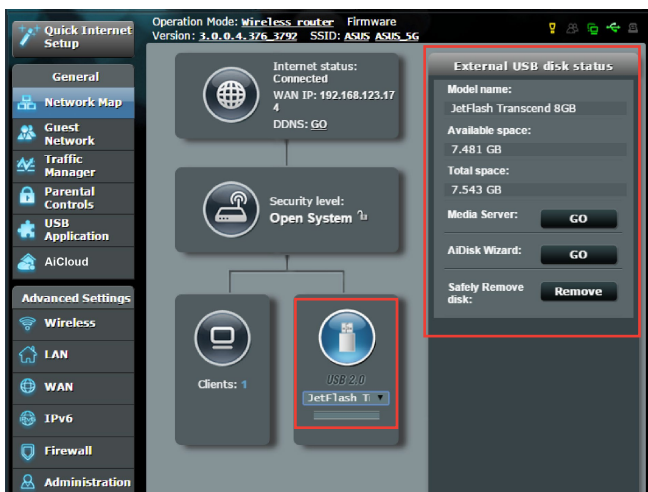 Quick Internet
Setup
Operation Mode: Wireless router Firmware
Version: 3.0.0.4.376_3792 SSID: ASUS ASUS_5G
General
Network Map
Guest
Network
Traffic
Manager
Parental
Controls
USB
Application
AiCloud
Advanced Settings
Wireless
LAN
WAN
IPv6
Firewall
Administration
Internet status:
Connected
WAN IP: 192.168.123.17
4
DDNS: GO
Security level:
Open System
Clients: 1
USB 2.0
JetFlash T
External USB disk status
Model name:
JetFlash Transcend 8GB
Available space:
7.481 GB
Total space:
7.543 GB
Media Server: GO
AiDisk Wizard: GO
Safely Remove
disk: Remove